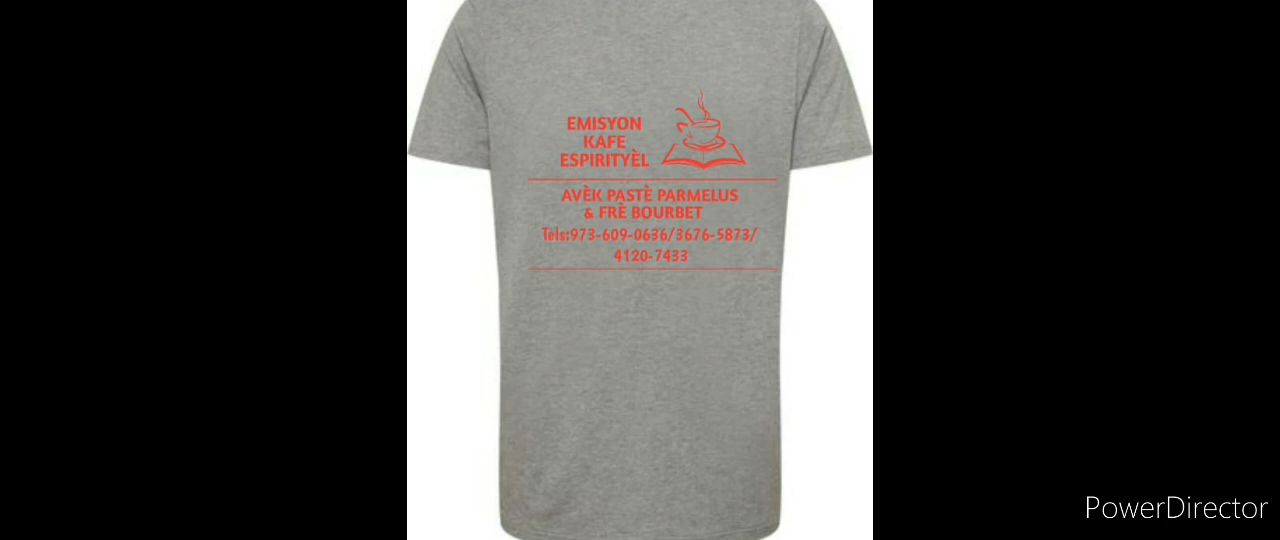 EMISYON
KAFE
ESPIRITYÈL
AVÈK PASTÈ PARMELUS
& FRÈ BOURBET
Tels:973-609-0636/3676-5873/
4120-7433
PowerDirector